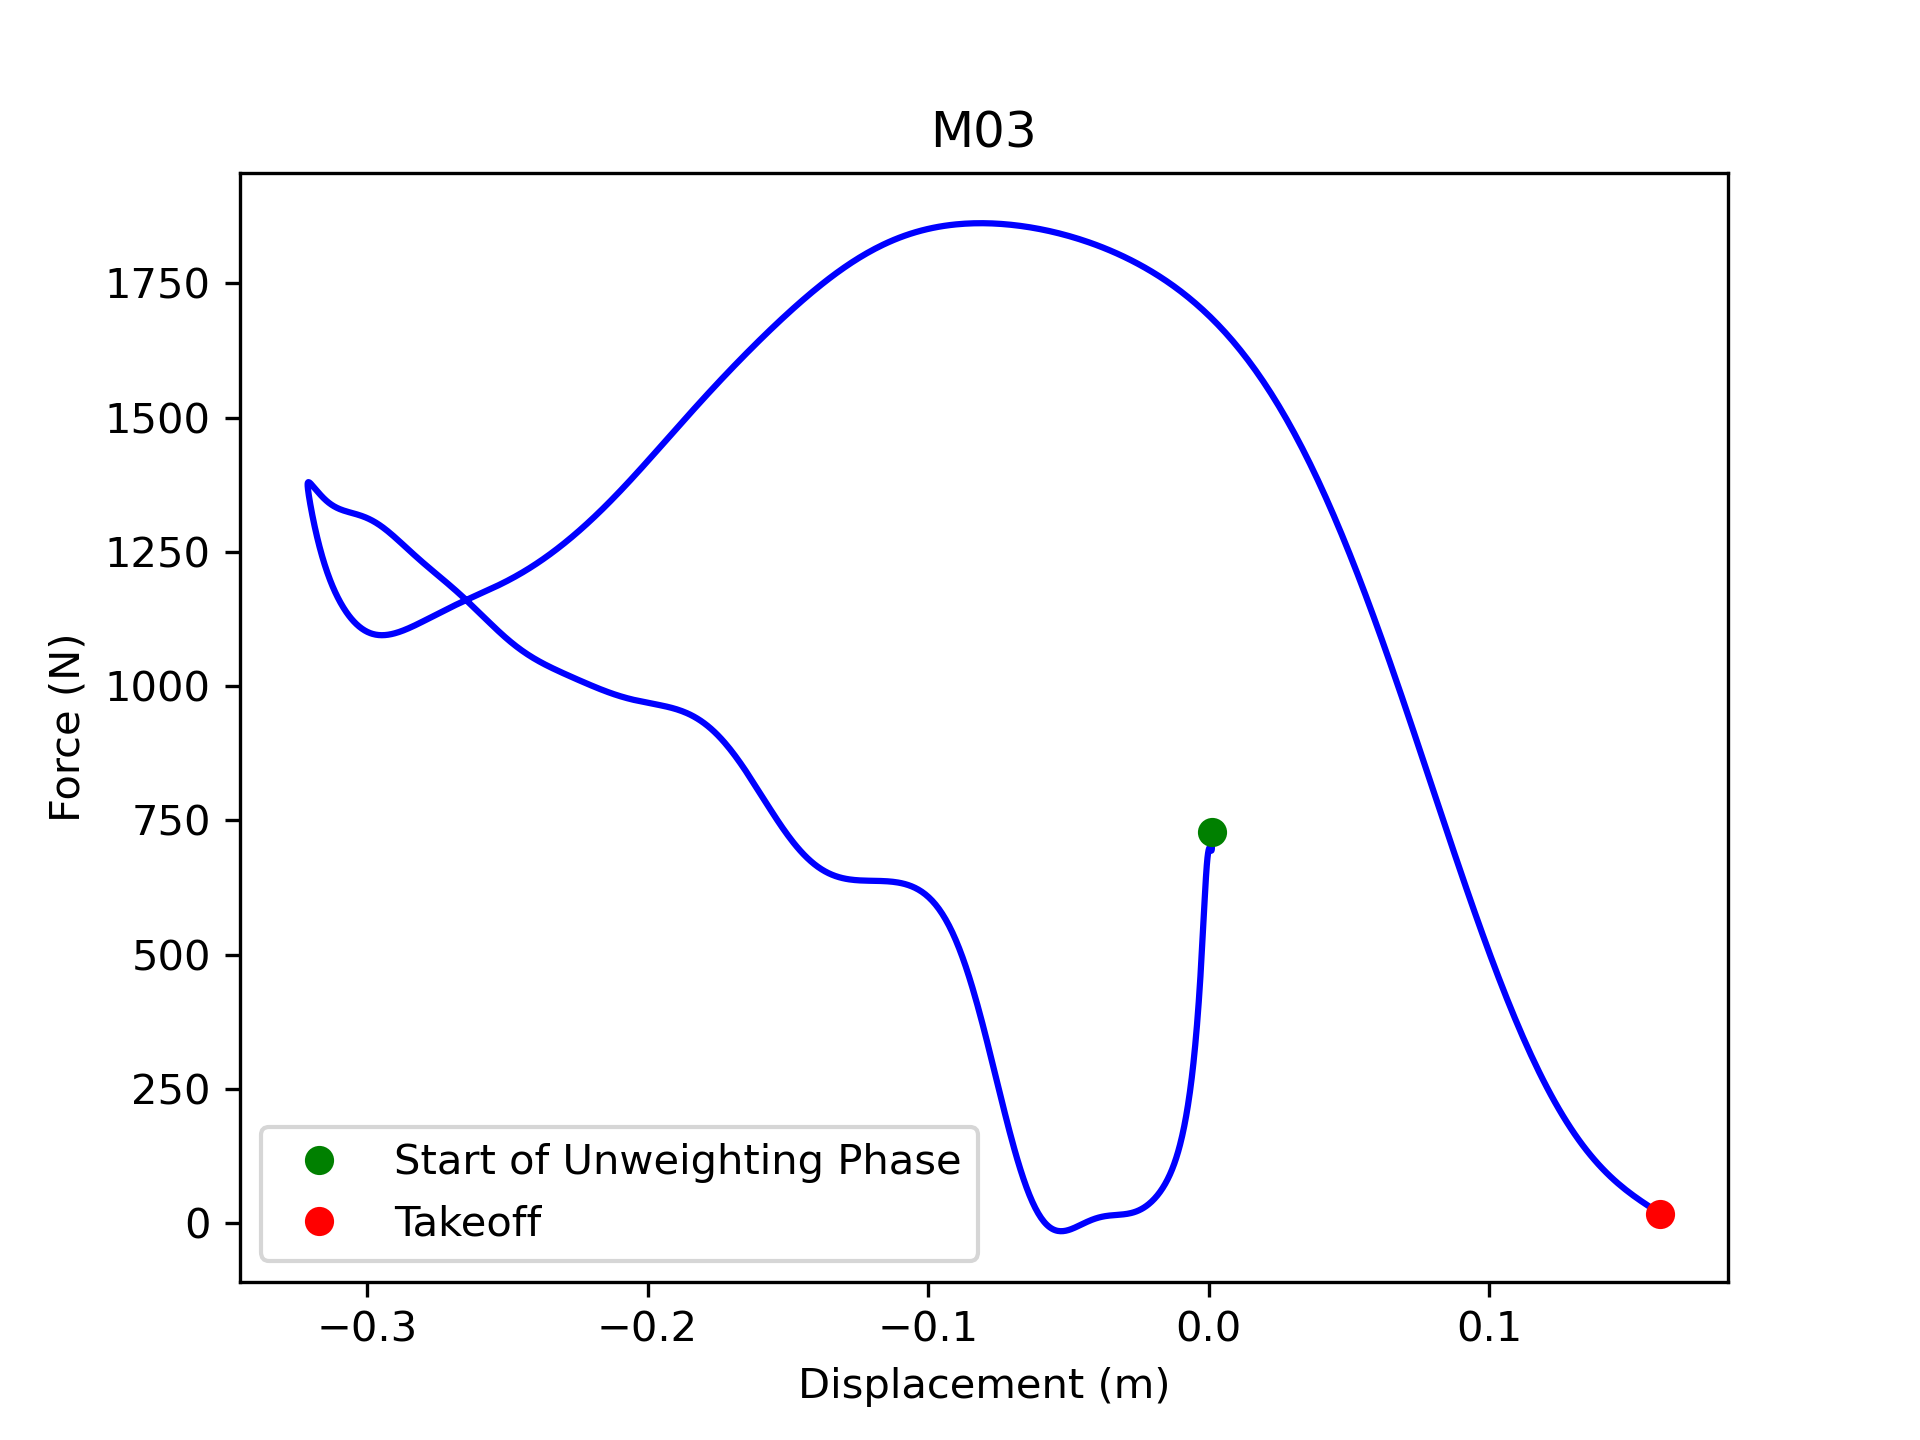 M03
1750
1500
1250
1000
750
500
250
0
Force (N)
Start of Unweighting Phase
Takeoff
−0.3 −0.2 −0.1 0.0 0.1
Displacement (m)